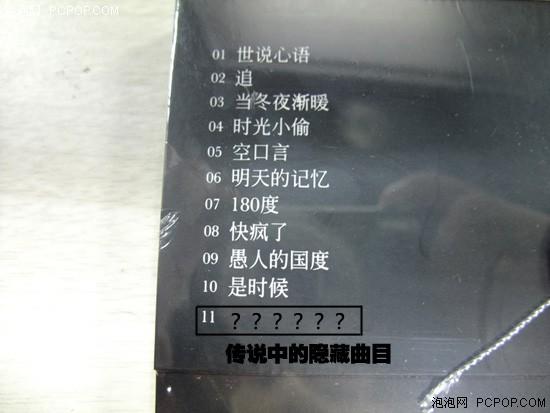 PCPOP.COM
01 世说心语
02 追
03 当冬夜渐暖
04 时光小偷
05 空口言
06 明天的记忆
07 180度
08 快疯了
09 愚人的国度
10 是时候
11 ? ? ? ? ? ?
传说中的隐藏曲目
泡泡网 PCPOP.COM